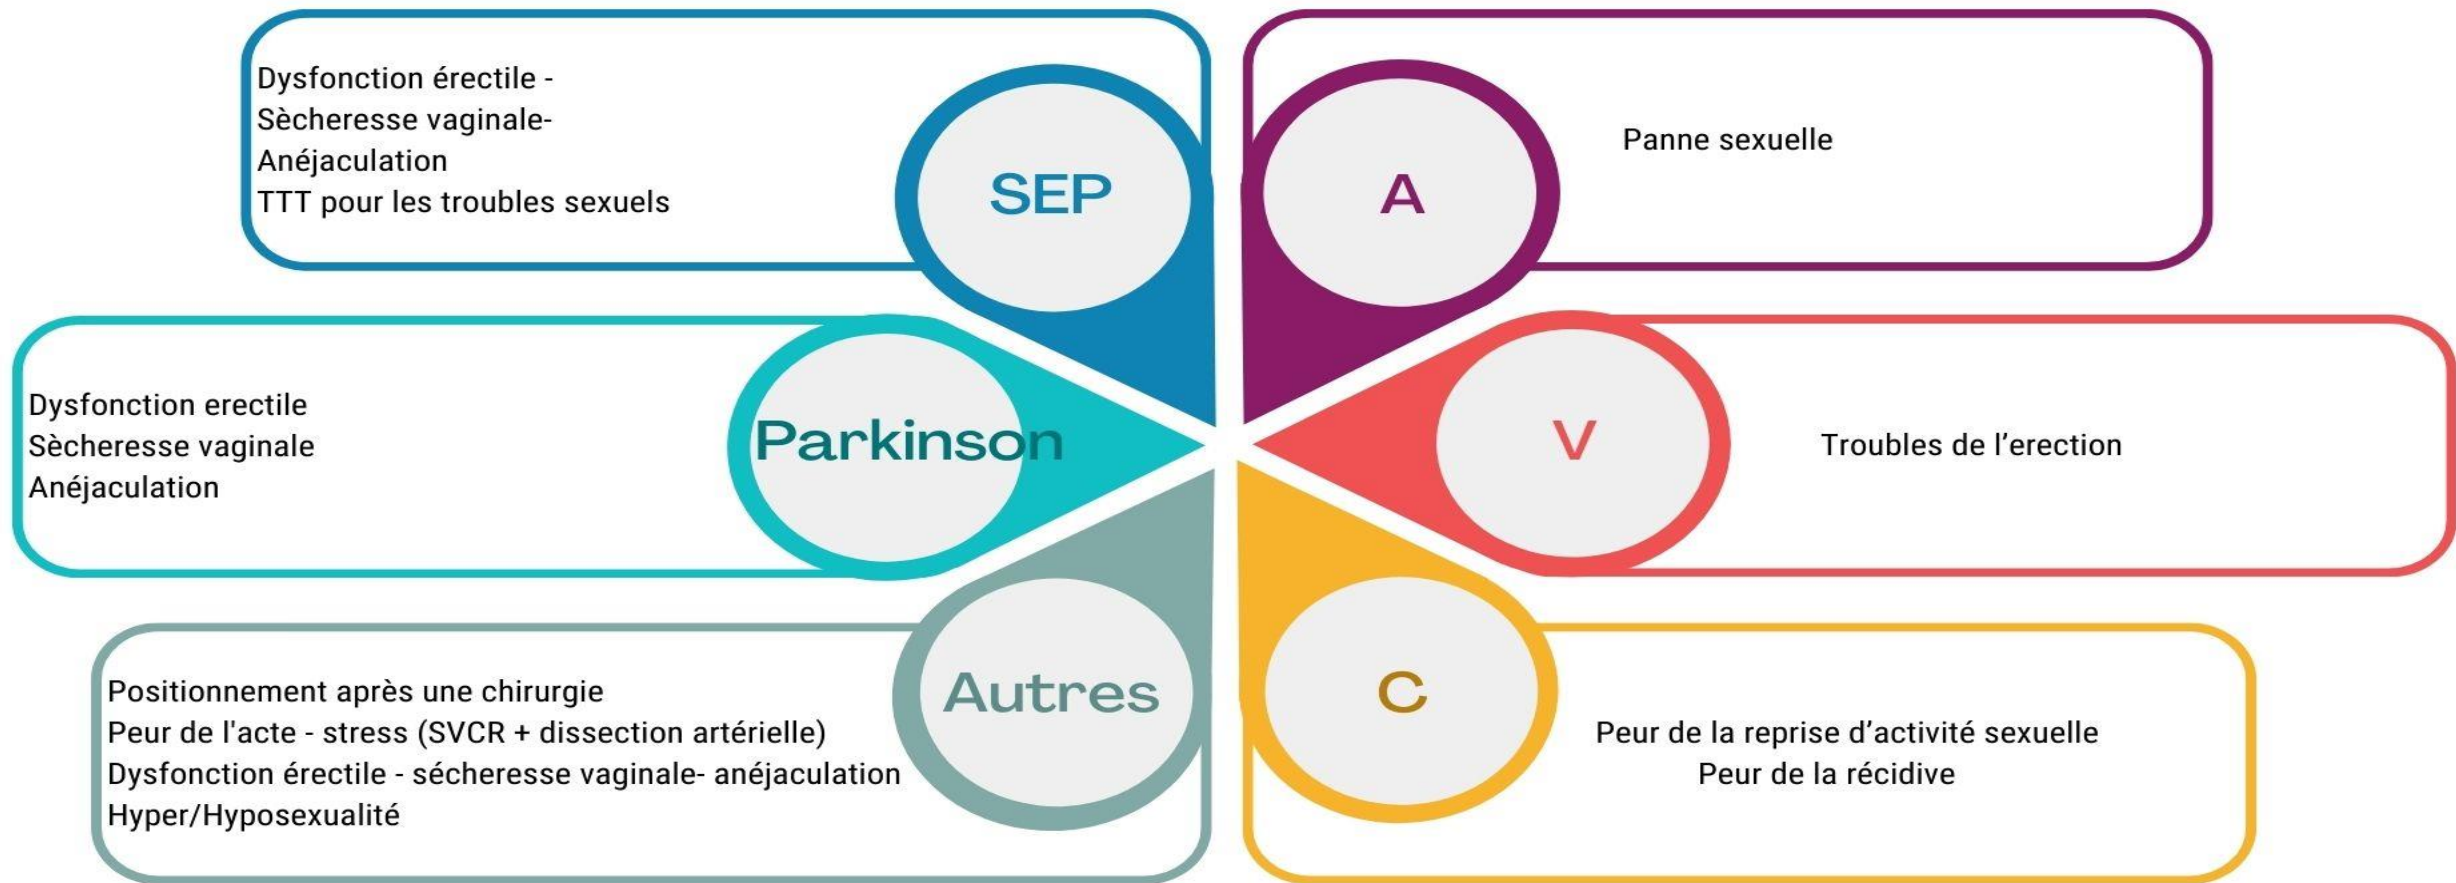 Dysfonction érectile -
Sècheresse vaginale-
Anéjaculation
TTT pour les troubles sexuels
SEP
A
Panne sexuelle
Dysfonction erectile
Sècheresse vaginale
Anéjaculation
Parkinson
V
Troubles de l’erection
Positionnement après une chirurgie
Peur de l'acte - stress (SVCR + dissection artérielle)
Dysfonction érectile - sécheresse vaginale- anéjaculation
Hyper/Hyposexualité
Autres
C
Peur de la reprise d’activité sexuelle
Peur de la récidive